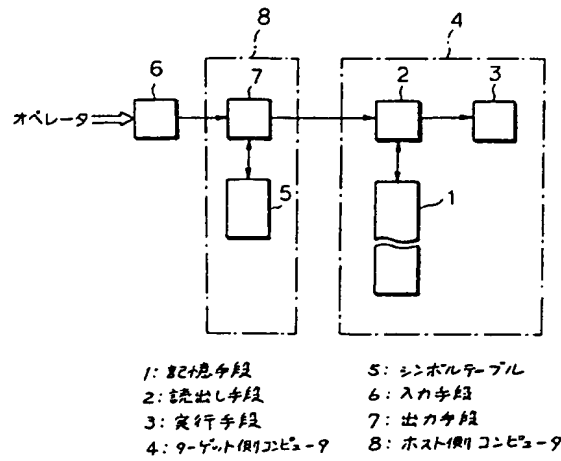 8
4
6
7
2
3
オペレータ
5
1
1: 記憶手段
2: 読出し手段
3: 実行手段
4: ターゲット側コンピュータ
5: シンボルテーブル
6: 入力手段
7: 出力手段
8: ホスト側コンピュータ